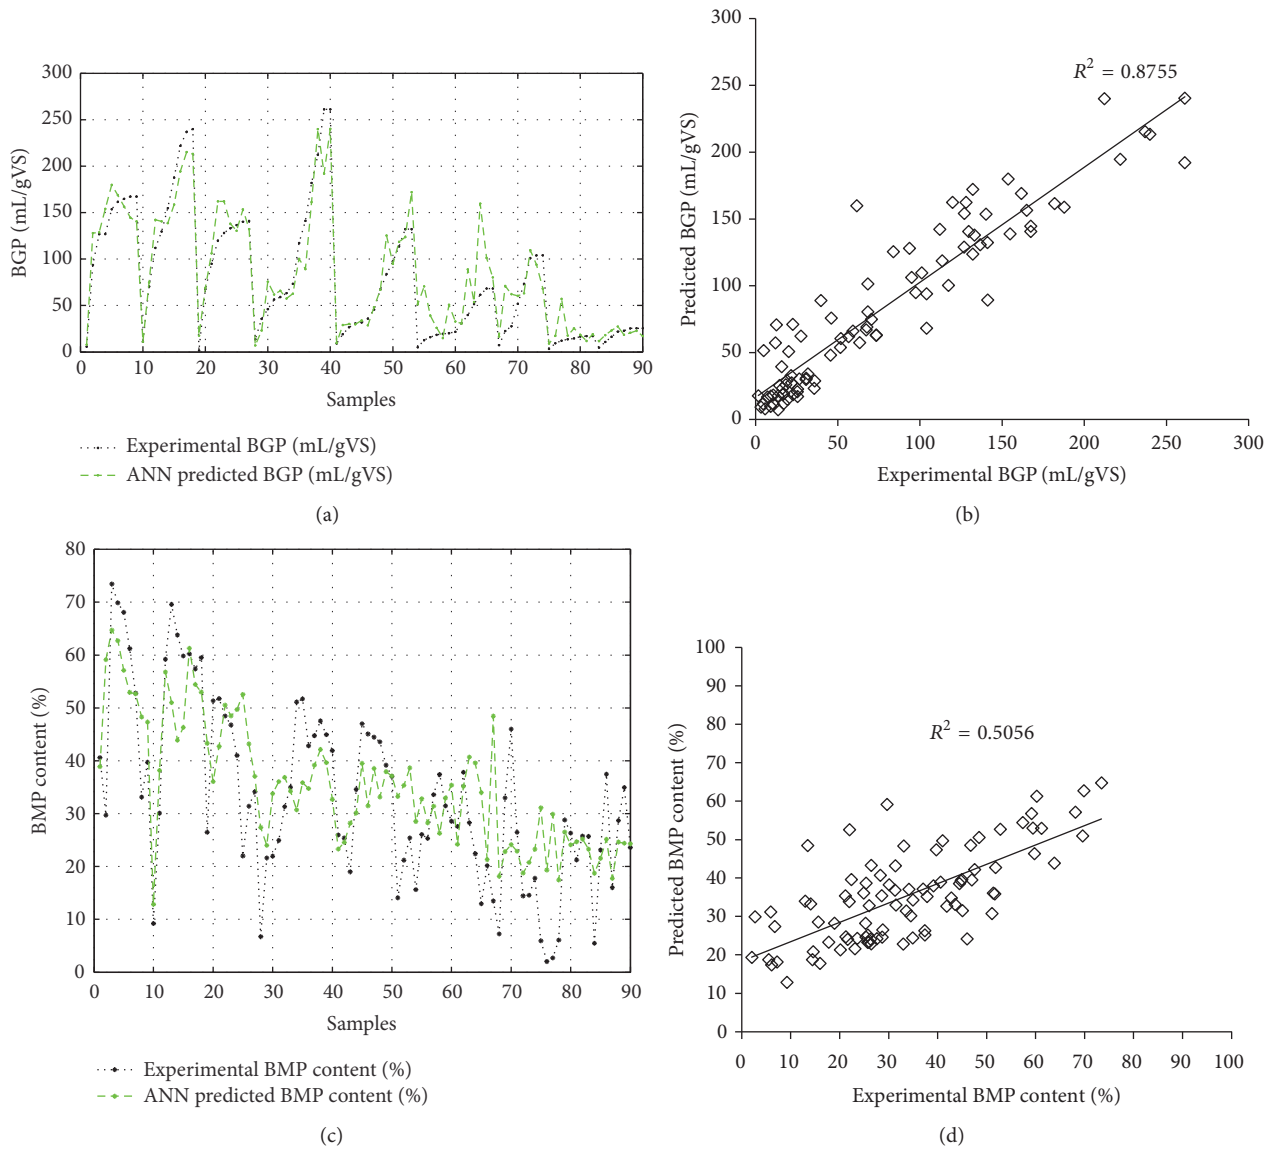 300
250
200
150
100
50
0
BGP (mL/gVS)
0 10 20 30 40 50 60 70 80 90
Samples
Experimental BGP (mL/gVS)
ANN predicted BGP (mL/gVS)
(a)
300
250
200
150
100
50
0
Predicted BGP (mL/gVS)
R² = 0.8755
0 50 100 150 200 250 300
Experimental BGP (mL/gVS)
(b)
80
70
60
50
40
30
20
10
0
BMP content (%)
0 10 20 30 40 50 60 70 80 90
Samples
Experimental BMP content (%)
ANN predicted BMP content (%)
(c)
100
90
80
70
60
50
40
30
20
10
0
Predicted BMP content (%)
R² = 0.5056
0 10 20 30 40 50 60 70 80 90 100
Experimental BMP content (%)
(d)